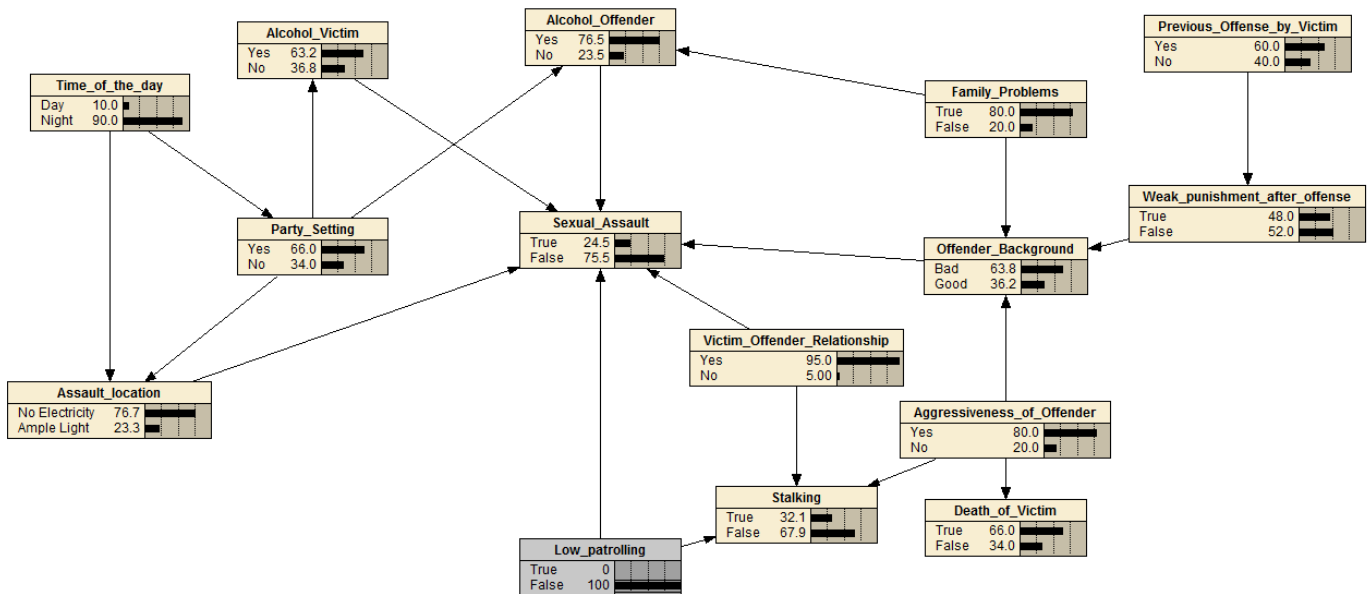 Alcohol_Victim
Yes 63.2
No 36.8
Alcohol_Offender
Yes 76.5
No 23.5
Previous_Offense_by_Victim
Yes 60.0
No 40.0
Time_of_the_day
Day 10.0
Night 90.0
Family_Problems
True 80.0
False 20.0
Weak_punishment_after_offense
True 48.0
False 52.0
Party_Setting
Yes 66.0
No 34.0
Sexual_Assault
True 24.5
False 75.5
Offender_Background
Bad 63.8
Good 36.2
Victim_Offender_Relationship
Yes 95.0
No 5.00
Assault_location
No Electricity 76.7
Ample Light 23.3
Aggressiveness_of_Offender
Yes 80.0
No 20.0
Stalking
True 32.1
False 67.9
Death_of_Victim
True 66.0
False 34.0
Low_patrolling
True 0
False 100